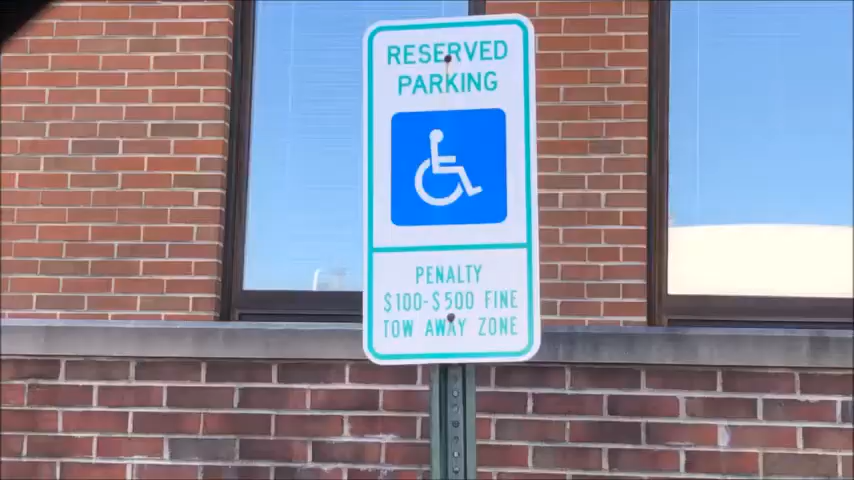 RESERVED
PARKING
PENALTY
$100-$500 FINE
TOW AWAY ZONE